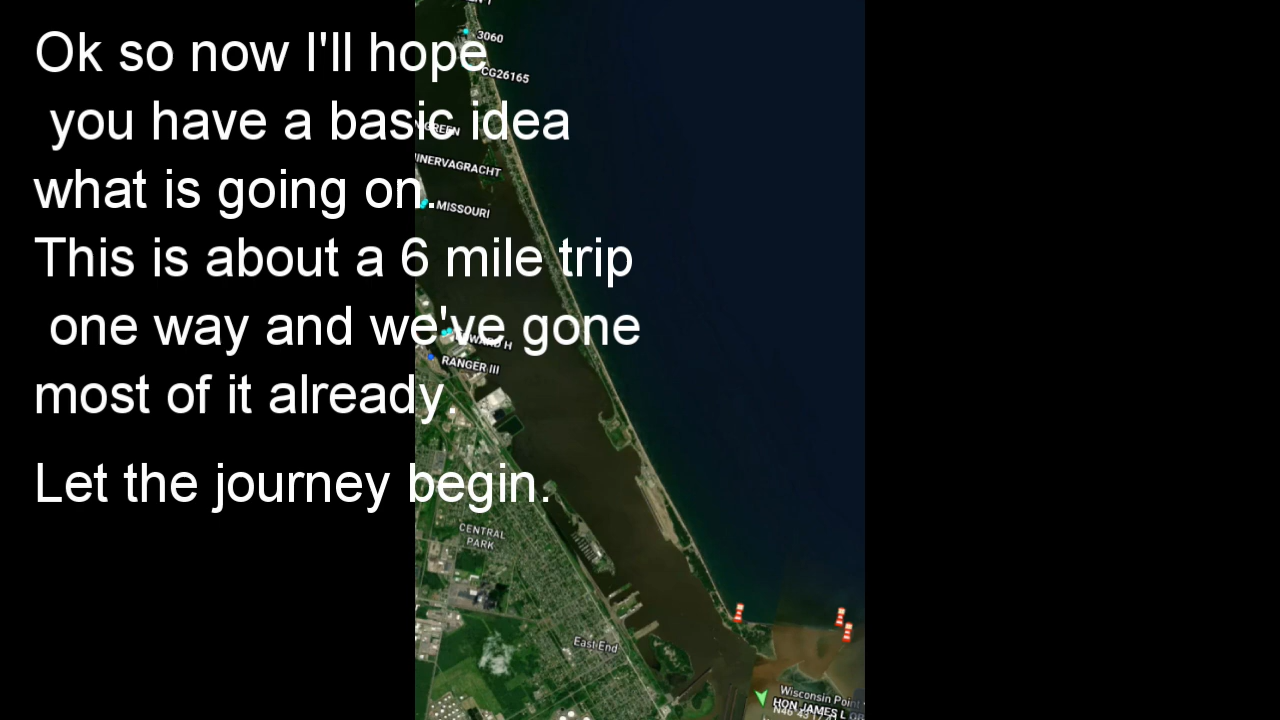 Ok so now I'll hope
you have a basic idea
what is going on.
This is about a 6 mile trip
one way and we've gone
most of it already.
Let the journey begin.
3060
CG26165
GREEN
MISSOURI
RANGER III
CENTRAL
PARK
East End
Wisconsin Point
HON JAMES L